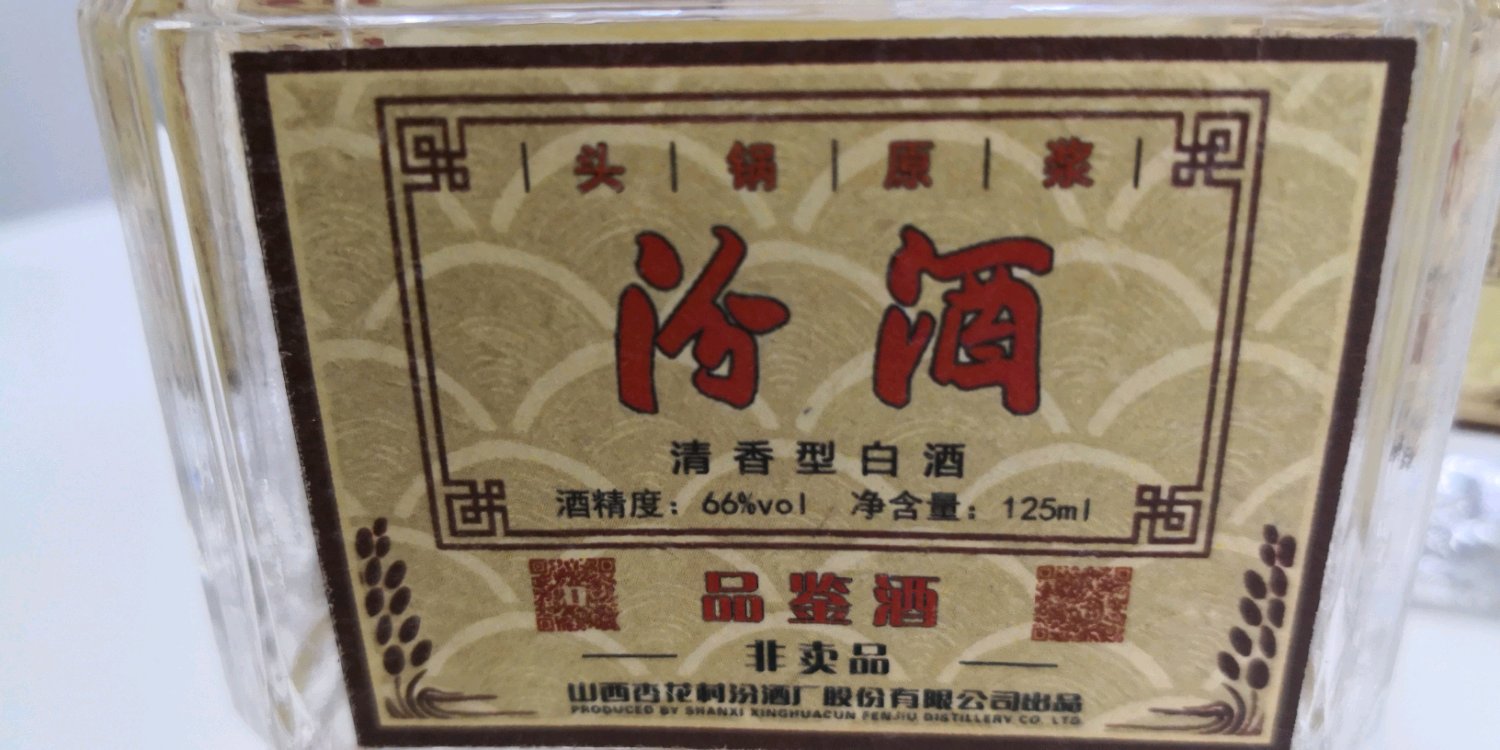 头锅原浆
汾酒
清香型白酒
酒精度：66%vol 净含量：125ml
品鉴酒
非卖品
山西杏花村汾酒厂股份有限公司出品
PRODUCED BY SHANXI XINGHUACUN FENJIU DISTILLERY CO. LTD